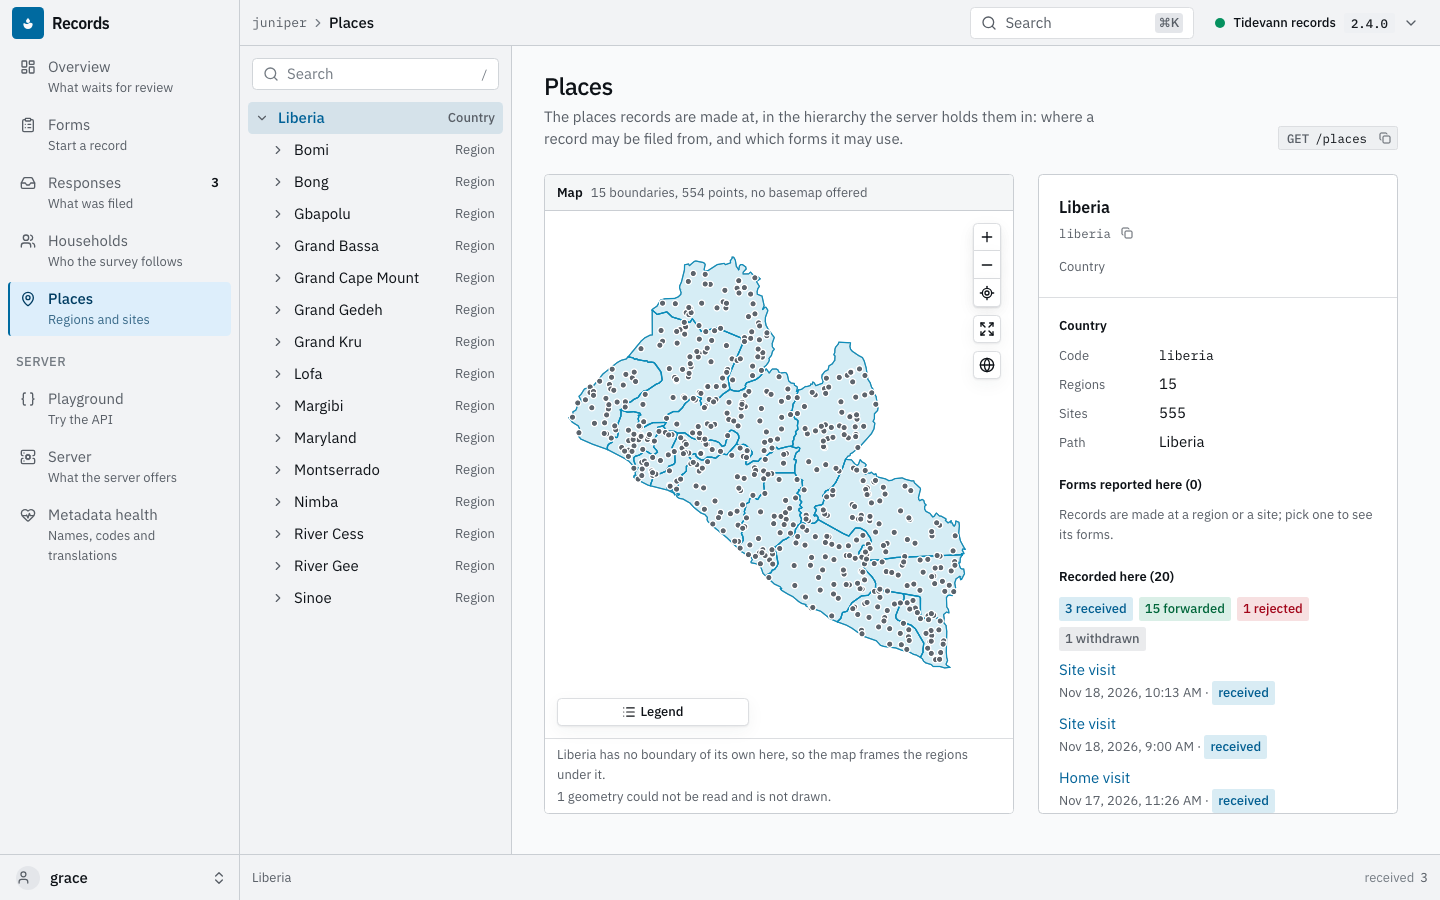 Records
Overview
What waits for review
Forms
Start a record
Responses
3
What was filed
Households
Who the survey follows
Places
Regions and sites
SERVER
Playground
Try the API
Server
What the server offers
Metadata health
Names, codes and
translations
grace
juniper > Places
Search
⌘K
Tidevann records
2.4.0
Search
/
Liberia
Country
Bomi
Region
Bong
Region
Gbapolu
Region
Grand Bassa
Region
Grand Cape Mount
Region
Grand Gedeh
Region
Grand Kru
Region
Lofa
Region
Margibi
Region
Maryland
Region
Montserrado
Region
Nimba
Region
River Cess
Region
River Gee
Region
Sinoe
Region
Places
The places records are made at, in the hierarchy the server holds them in: where a
record may be filed from, and which forms it may use.
GET /places
Map 15 boundaries, 554 points, no basemap offered
Legend
Liberia has no boundary of its own here, so the map frames the regions
under it.
1 geometry could not be read and is not drawn.
Liberia
liberia
Country
Country
Code liberia
Regions 15
Sites 555
Path Liberia
Forms reported here (0)
Records are made at a region or a site; pick one to see
its forms.
Recorded here (20)
3 received 15 forwarded 1 rejected
1 withdrawn
Site visit
Nov 18, 2026, 10:13 AM · received
Site visit
Nov 18, 2026, 9:00 AM · received
Home visit
Nov 17, 2026, 11:26 AM · received
Liberia
received 3